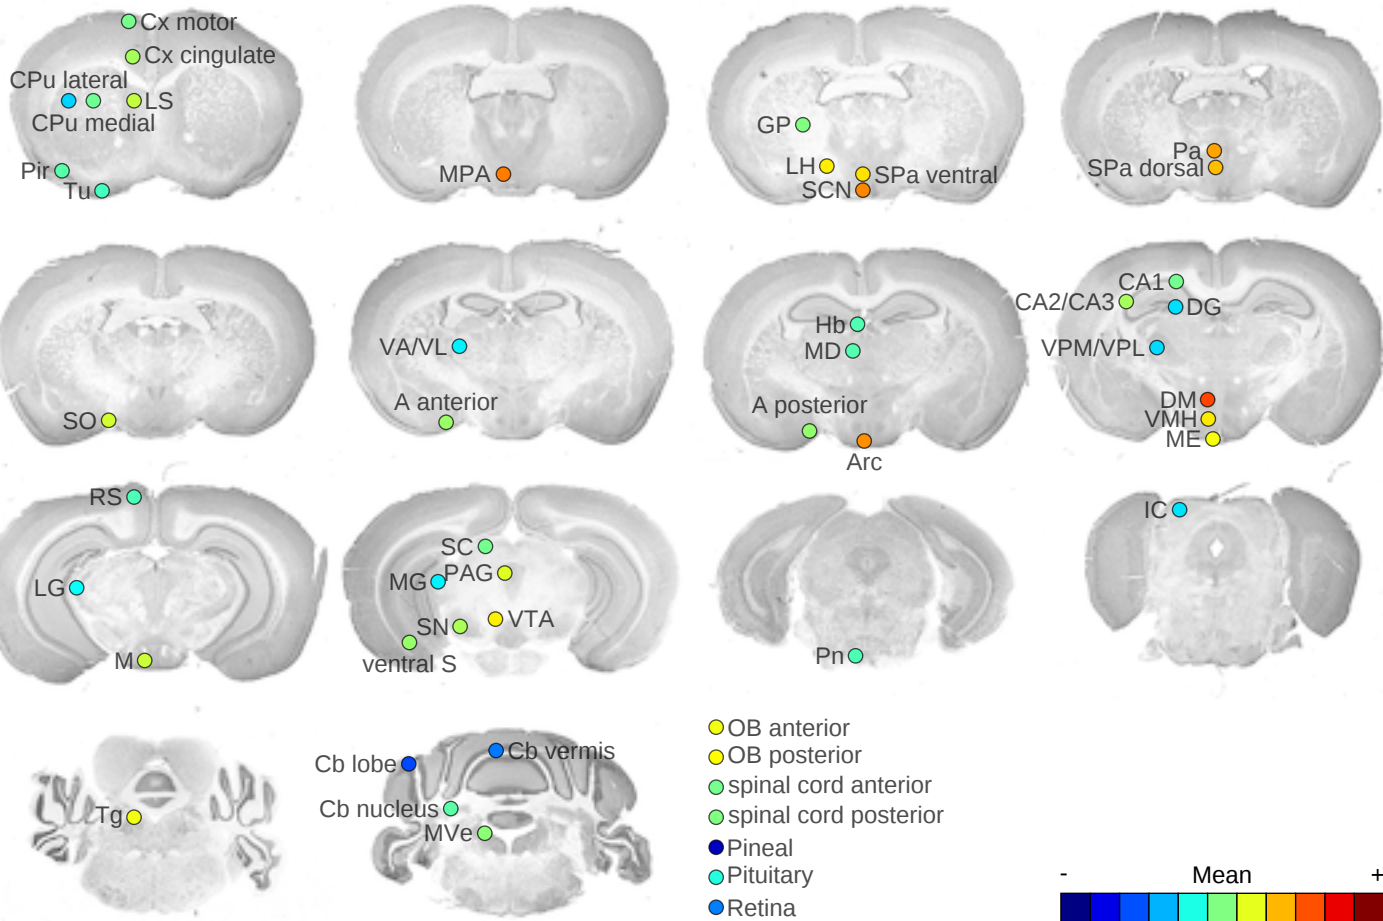 Cx motor
Cx cingulate
CPu lateral
LS
CPu medial
Pir
Tu
MPA
GP
LH
SPa ventral
SCN
Pa
SPa dorsal
SO
VA/VL
A anterior
Hb
MD
A posterior
Arc
CA1
CA2/CA3
DG
VPM/VPL
DM
VMH
ME
RS
LG
M
SC
MG
PAG
SN
VTA
ventral S
Pn
IC
Tg
Cb lobe
Cb vermis
Cb nucleus
MVe
OB anterior
OB posterior
spinal cord anterior
spinal cord posterior
Pineal
Pituitary
Retina
- Mean +